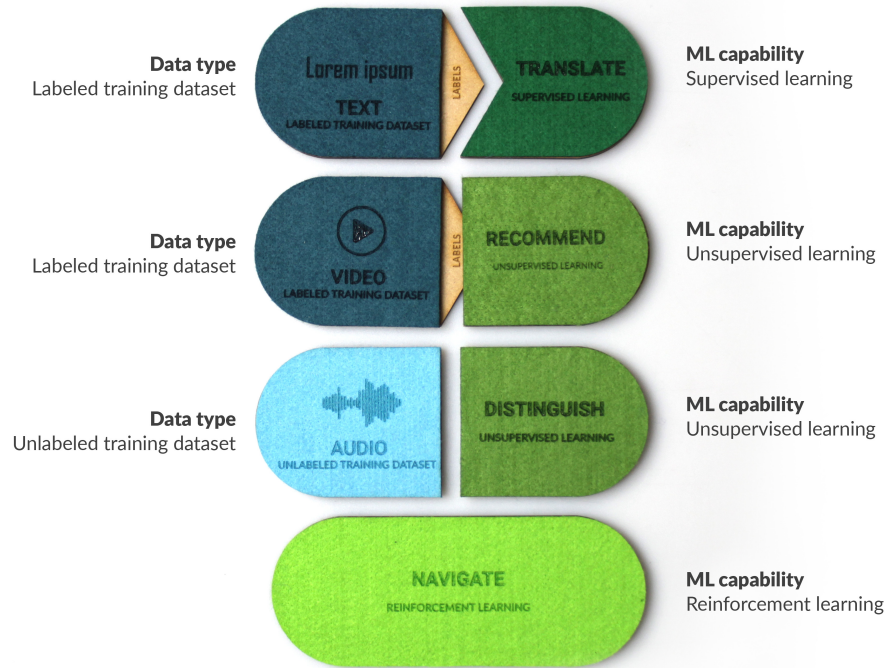 Data type
Labeled training dataset
Lorem ipsum
TEXT
LABELED TRAINING DATASET
LABELS
TRANSLATE
SUPERVISED LEARNING
ML capability
Supervised learning
Data type
Labeled training dataset
VIDEO
LABELED TRAINING DATASET
LABELS
RECOMMEND
UNSUPERVISED LEARNING
ML capability
Unsupervised learning
Data type
Unlabeled training dataset
AUDIO
UNLABELED TRAINING DATASET
DISTINGUISH
UNSUPERVISED LEARNING
ML capability
Unsupervised learning
NAVIGATE
REINFORCEMENT LEARNING
ML capability
Reinforcement learning